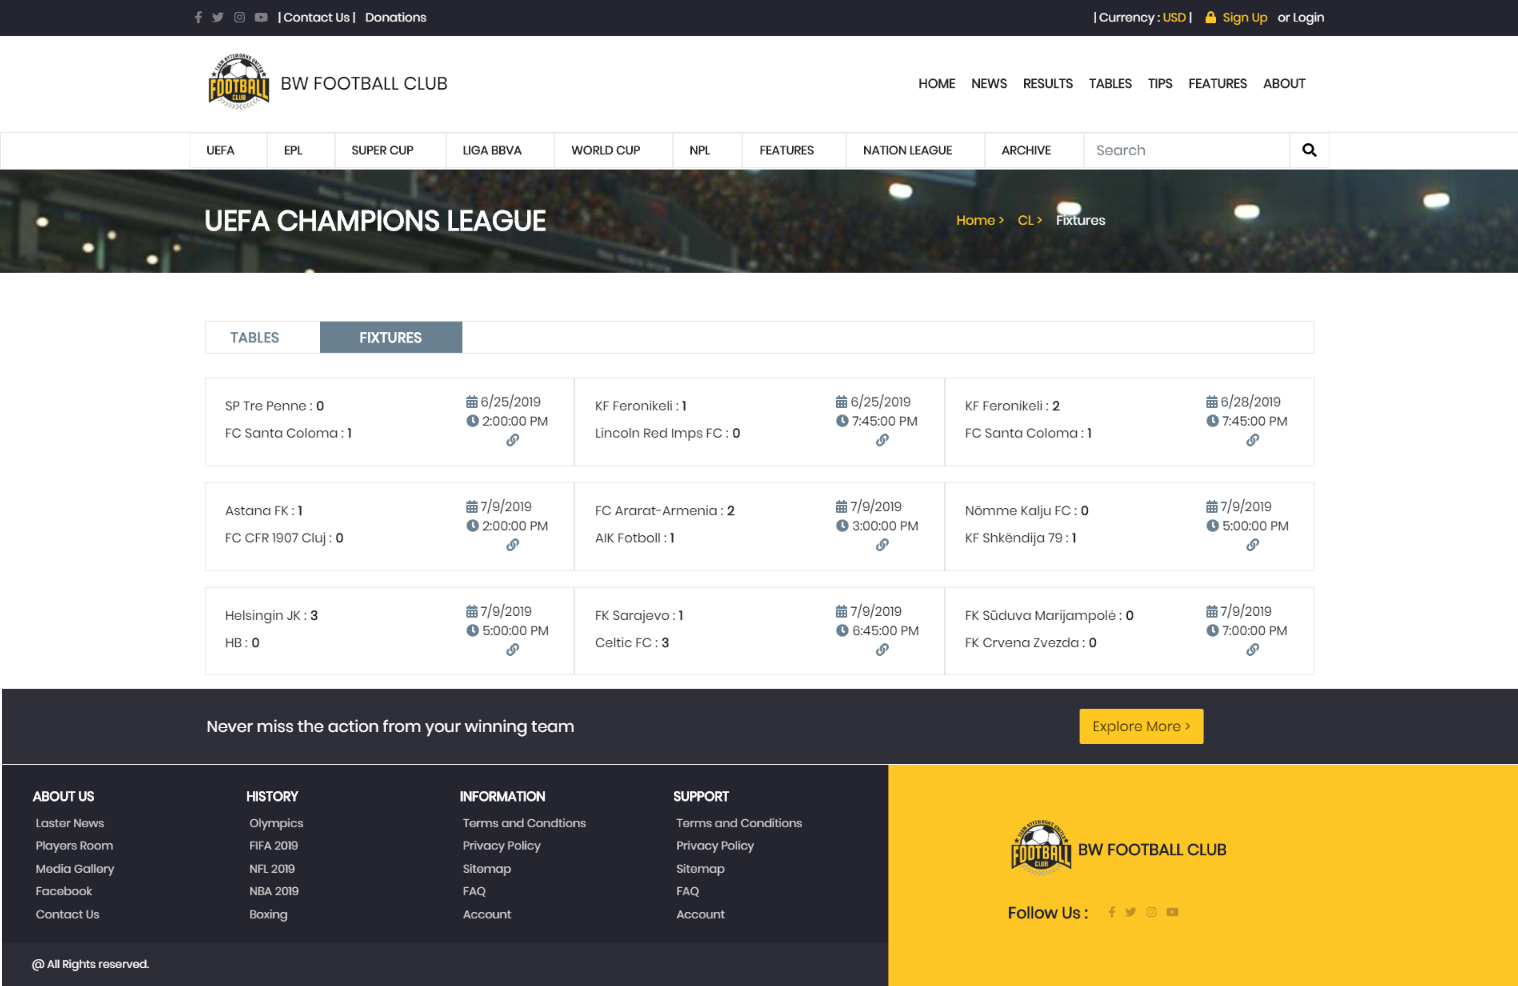 | Contact Us | Donations
| Currency : USD | Sign Up or Login
FOOTBALL
CLUB
BW FOOTBALL CLUB
HOME NEWS RESULTS TABLES TIPS FEATURES ABOUT
UEFA EPL SUPER CUP LIGA BBVA WORLD CUP NPL FEATURES NATION LEAGUE ARCHIVE Search
UEFA CHAMPIONS LEAGUE
Home > CL > Fixtures
TABLES FIXTURES
SP Tre Penne : 0
FC Santa Coloma : 1
6/25/2019
2:00:00 PM
KF Feronikeli : 1
Lincoln Red Imps FC : 0
6/25/2019
7:45:00 PM
KF Feronikeli : 2
FC Santa Coloma : 1
6/28/2019
7:45:00 PM
Astana FK : 1
FC CFR 1907 Cluj : 0
7/9/2019
2:00:00 PM
FC Ararat-Armenia : 2
AIK Fotboll : 1
7/9/2019
3:00:00 PM
Nõmme Kalju FC : 0
KF Shkëndija 79 : 1
7/9/2019
5:00:00 PM
Helsingin JK : 3
HB : 0
7/9/2019
5:00:00 PM
FK Sarajevo : 1
Celtic FC : 3
7/9/2019
6:45:00 PM
FK Sūduva Marijampolė : 0
FK Crvena Zvezda : 0
7/9/2019
7:00:00 PM
Never miss the action from your winning team
Explore More >
ABOUT US
Laster News
Players Room
Media Gallery
Facebook
Contact Us
HISTORY
Olympics
FIFA 2019
NFL 2019
NBA 2019
Boxing
INFORMATION
Terms and Condtions
Privacy Policy
Sitemap
FAQ
Account
SUPPORT
Terms and Conditions
Privacy Policy
Sitemap
FAQ
Account
FOOTBALL
CLUB
BW FOOTBALL CLUB
Follow Us :
@ All Rights reserved.